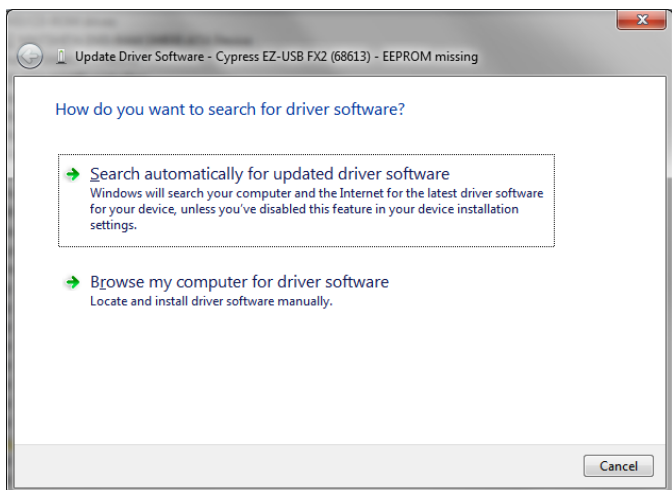 Update Driver Software - Cypress EZ-USB FX2 (68613) - EEPROM missing
How do you want to search for driver software?
Search automatically for updated driver software
Windows will search your computer and the Internet for the latest driver software
for your device, unless you've disabled this feature in your device installation
settings.
Browse my computer for driver software
Locate and install driver software manually.
Cancel